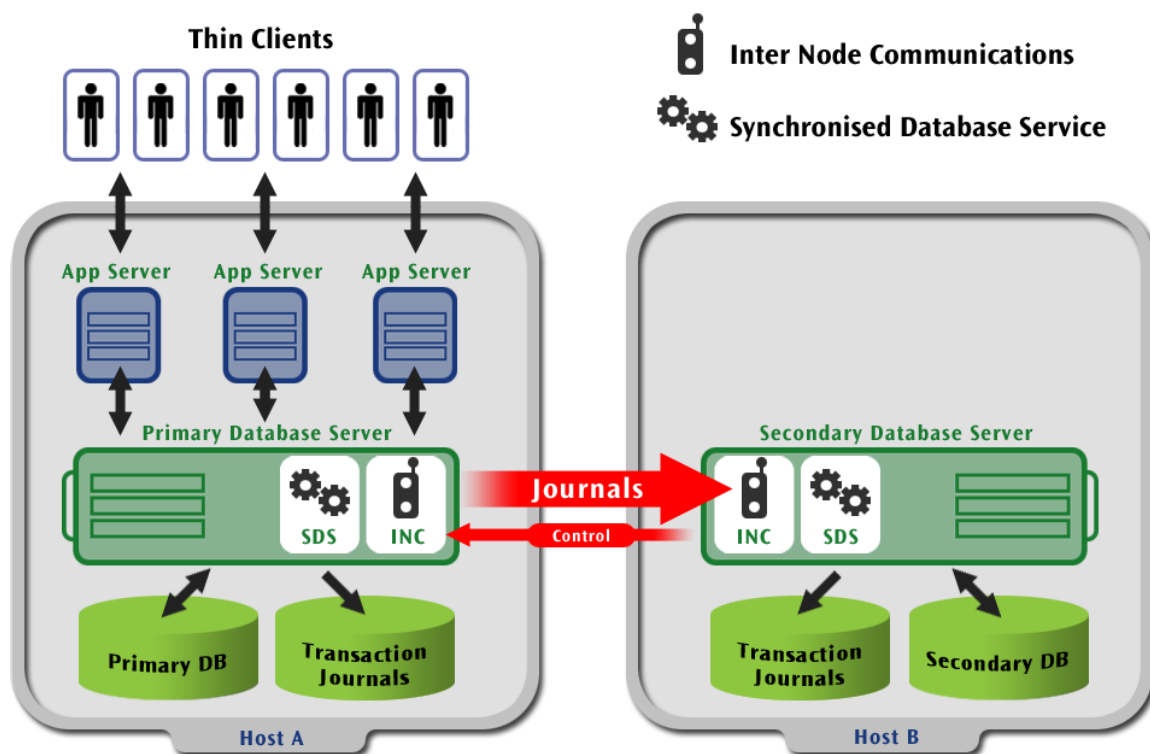 Thin Clients
Inter Node Communications
Synchronised Database Service
App Server
App Server
App Server
Primary Database Server
Secondary Database Server
SDS
INC
Journals
Control
INC
SDS
Primary DB
Transaction
Journals
Transaction
Journals
Secondary DB
Host A
Host B